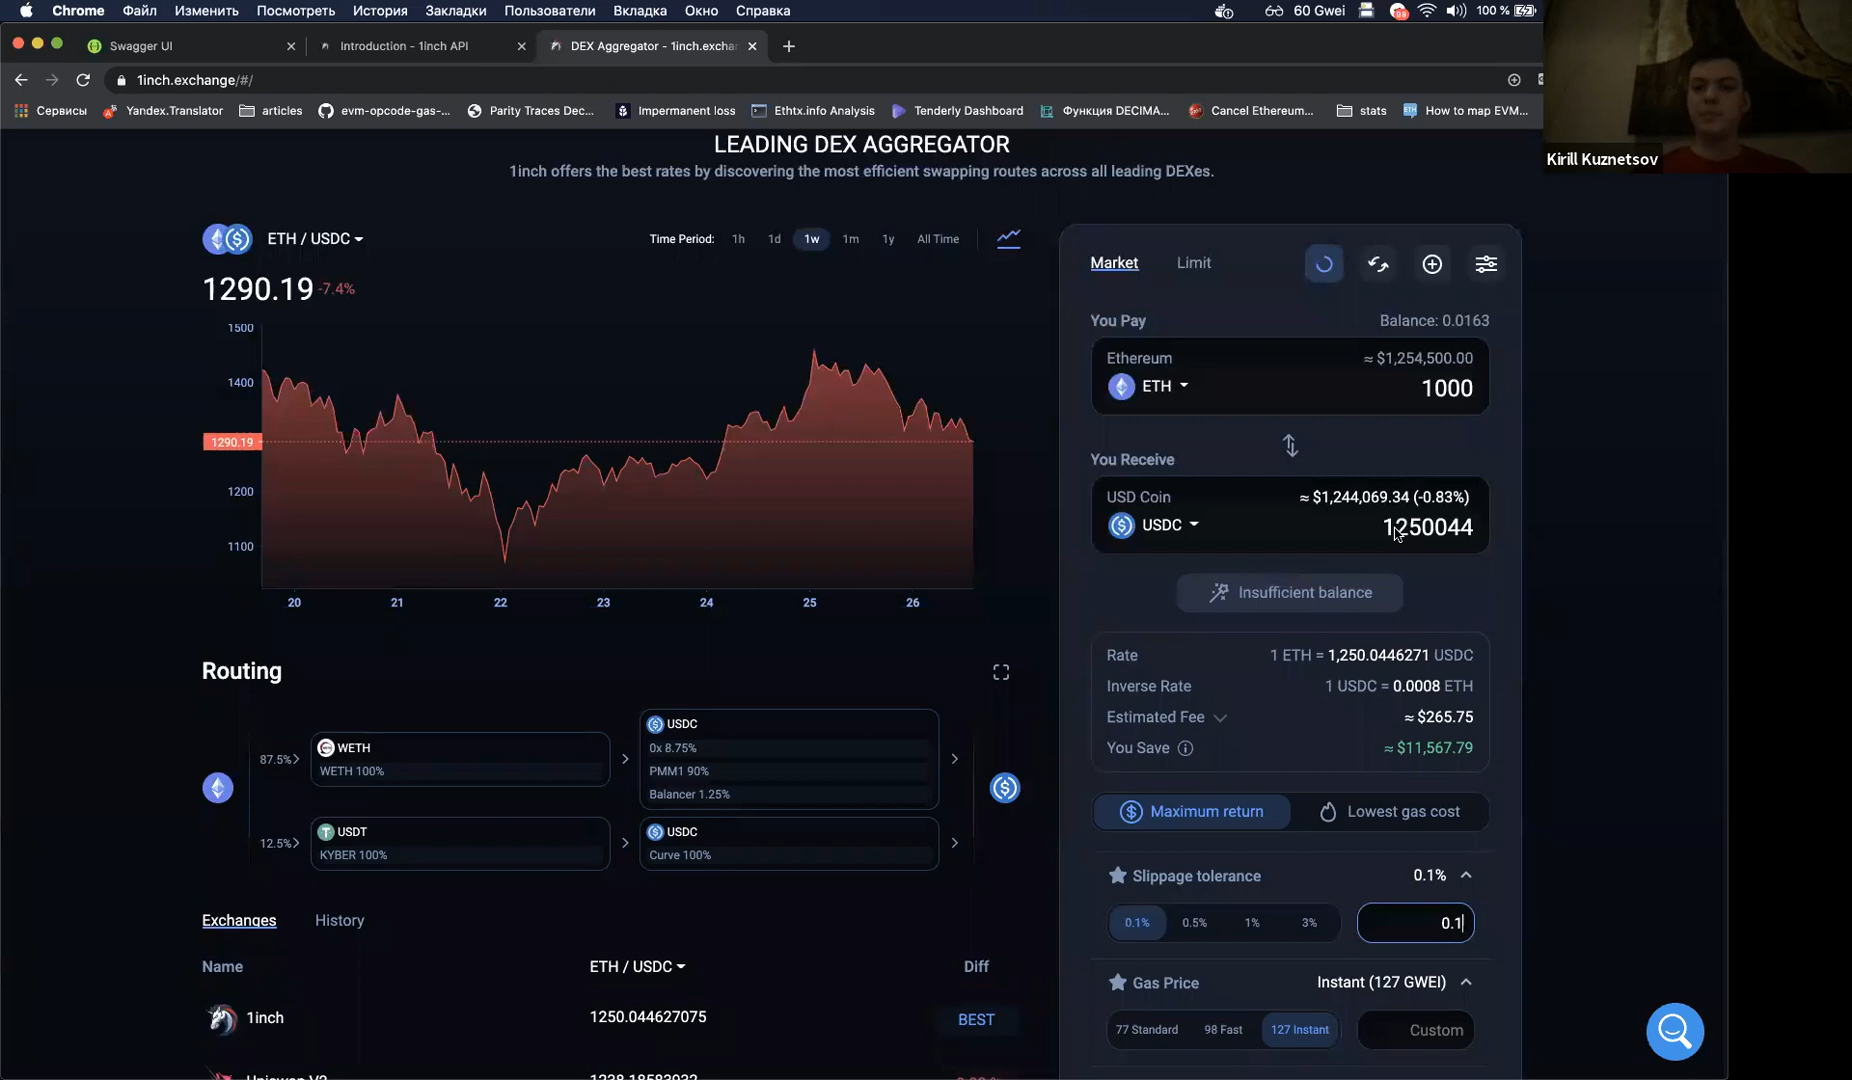 Chrome Файл Изменить Посмотреть История Закладки Пользователи Вкладка Окно Справка 60 Gwei 100 %
Swagger UI Introduction - 1inch API DEX Aggregator - 1inch.exchan
1inch.exchange/#/
Сервисы Yandex.Translator articles evm-opcode-gas-... Parity Traces Dec... Impermanent loss Ethtx.info Analysis Tenderly Dashboard Функция DECIMA... Cancel Ethereum... stats How to map EVM...
Kirill Kuznetsov
LEADING DEX AGGREGATOR
1inch offers the best rates by discovering the most efficient swapping routes across all leading DEXes.
ETH / USDC
Time Period: 1h 1d 1w 1m 1y All Time
1290.19 -7.4%
1500
1400
1290.19
1200
1100
20 21 22 23 24 25 26
Market Limit
You Pay Balance: 0.0163
Ethereum ≈ $1,254,500.00
ETH 1000
You Receive
USD Coin ≈ $1,244,069.34 (-0.83%)
USDC 1250044
Insufficient balance
Rate 1 ETH = 1,250.0446271 USDC
Inverse Rate 1 USDC = 0.0008 ETH
Estimated Fee ≈ $265.75
You Save ≈ $11,567.79
Maximum return Lowest gas cost
Slippage tolerance 0.1%
0.1% 0.5% 1% 3% 0.1
Gas Price Instant (127 GWEI)
77 Standard 98 Fast 127 Instant Custom
Routing
87.5%
WETH
WETH 100%
USDC
0x 8.75%
PMM1 90%
Balancer 1.25%
12.5%
USDT
KYBER 100%
USDC
Curve 100%
Exchanges History
Name ETH / USDC Diff
1inch 1250.044627075 BEST